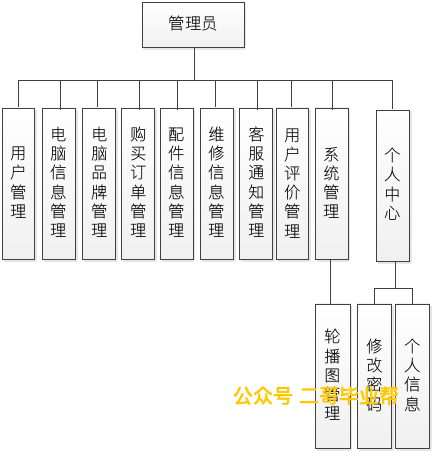 管理员
用户管理
电脑信息管理
电脑品牌管理
购买订单管理
配件信息管理
维修信息管理
客服通知管理
用户评价管理
系统管理
个人中心
轮播图管理
修改密码
个人信息
公众号 二哥毕业帮